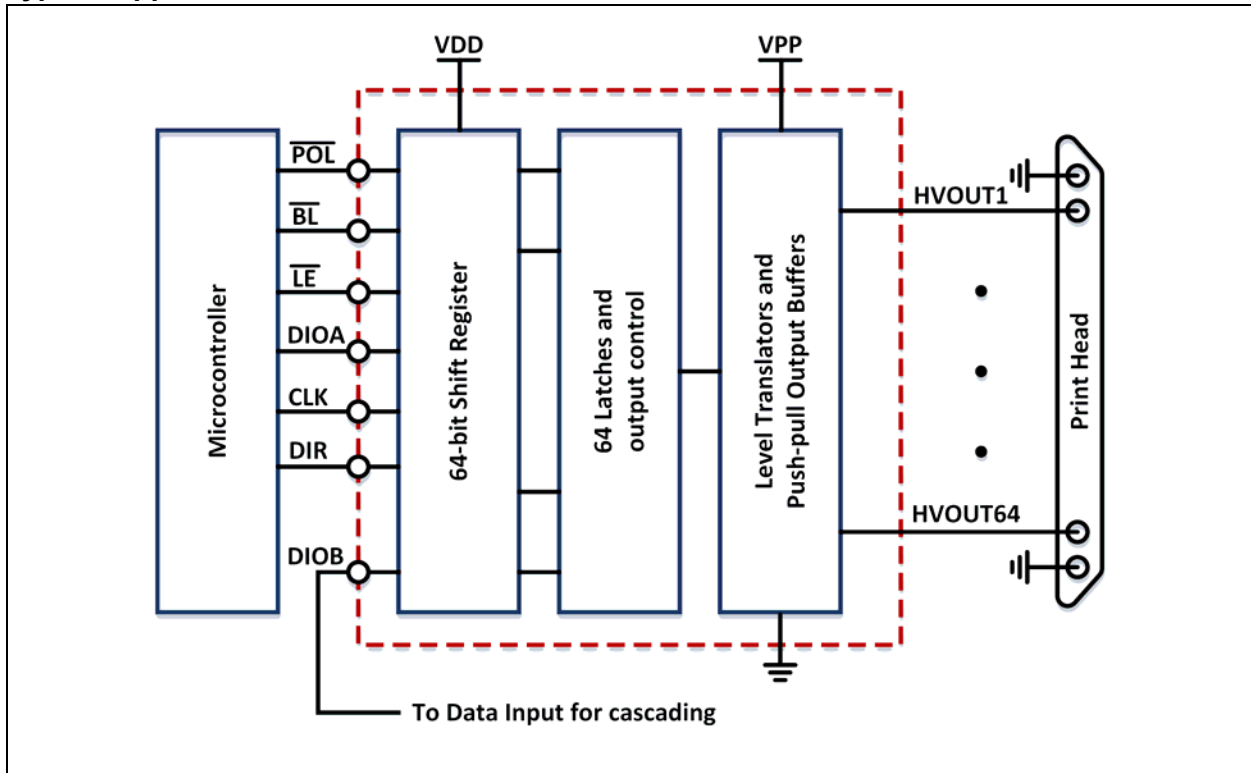 VDD
VPP
POL
BL
LE
DIOA
CLK
DIR
DIOB
Microcontroller
64-bit Shift Register
64 Latches and
output control
Level Translators and
Push-pull Output Buffers
HVOUT1
HVOUT64
Print Head
To Data Input for cascading